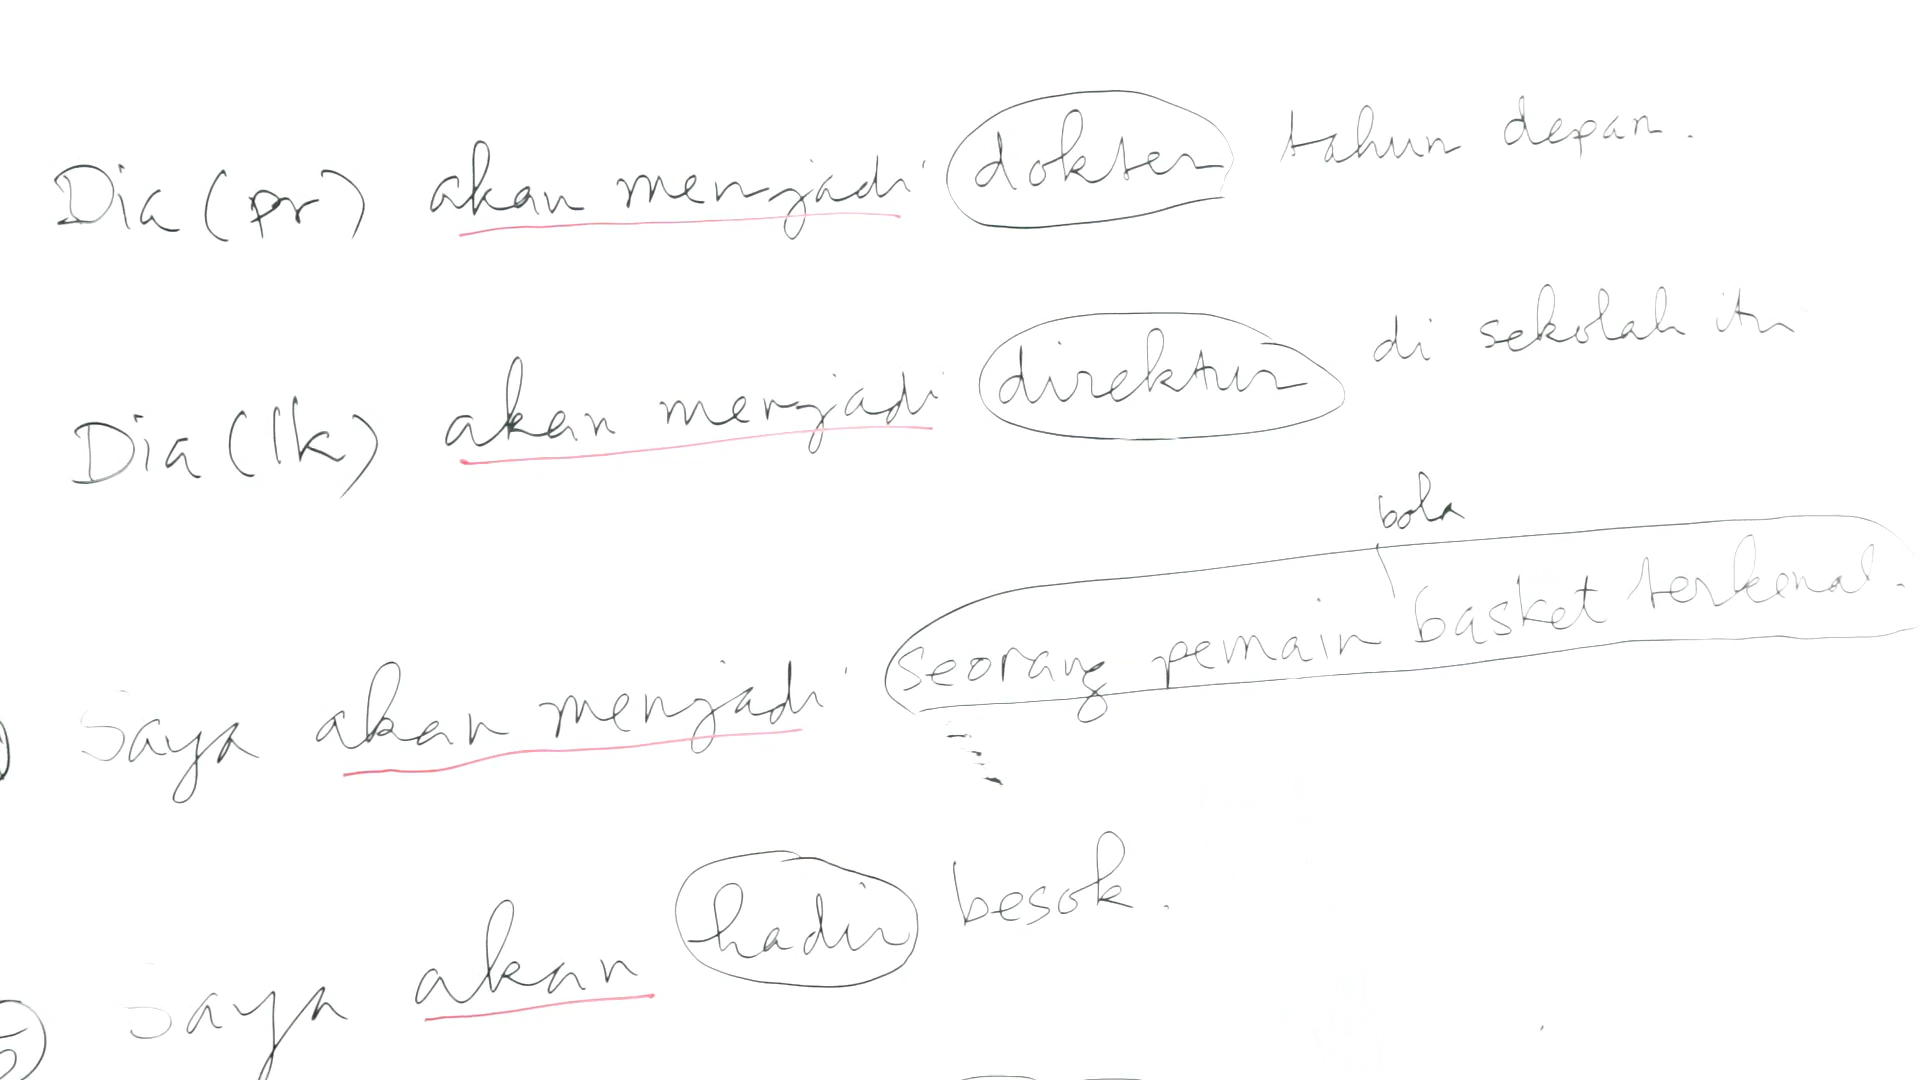 Dia (pr) akan menjadi dokter tahun depan.
Dia (lk) akan menjadi direktur di sekolah itu
bola
Saya akan menjadi seorang pemain basket terkenal.
Saya akan hadir besok.
5